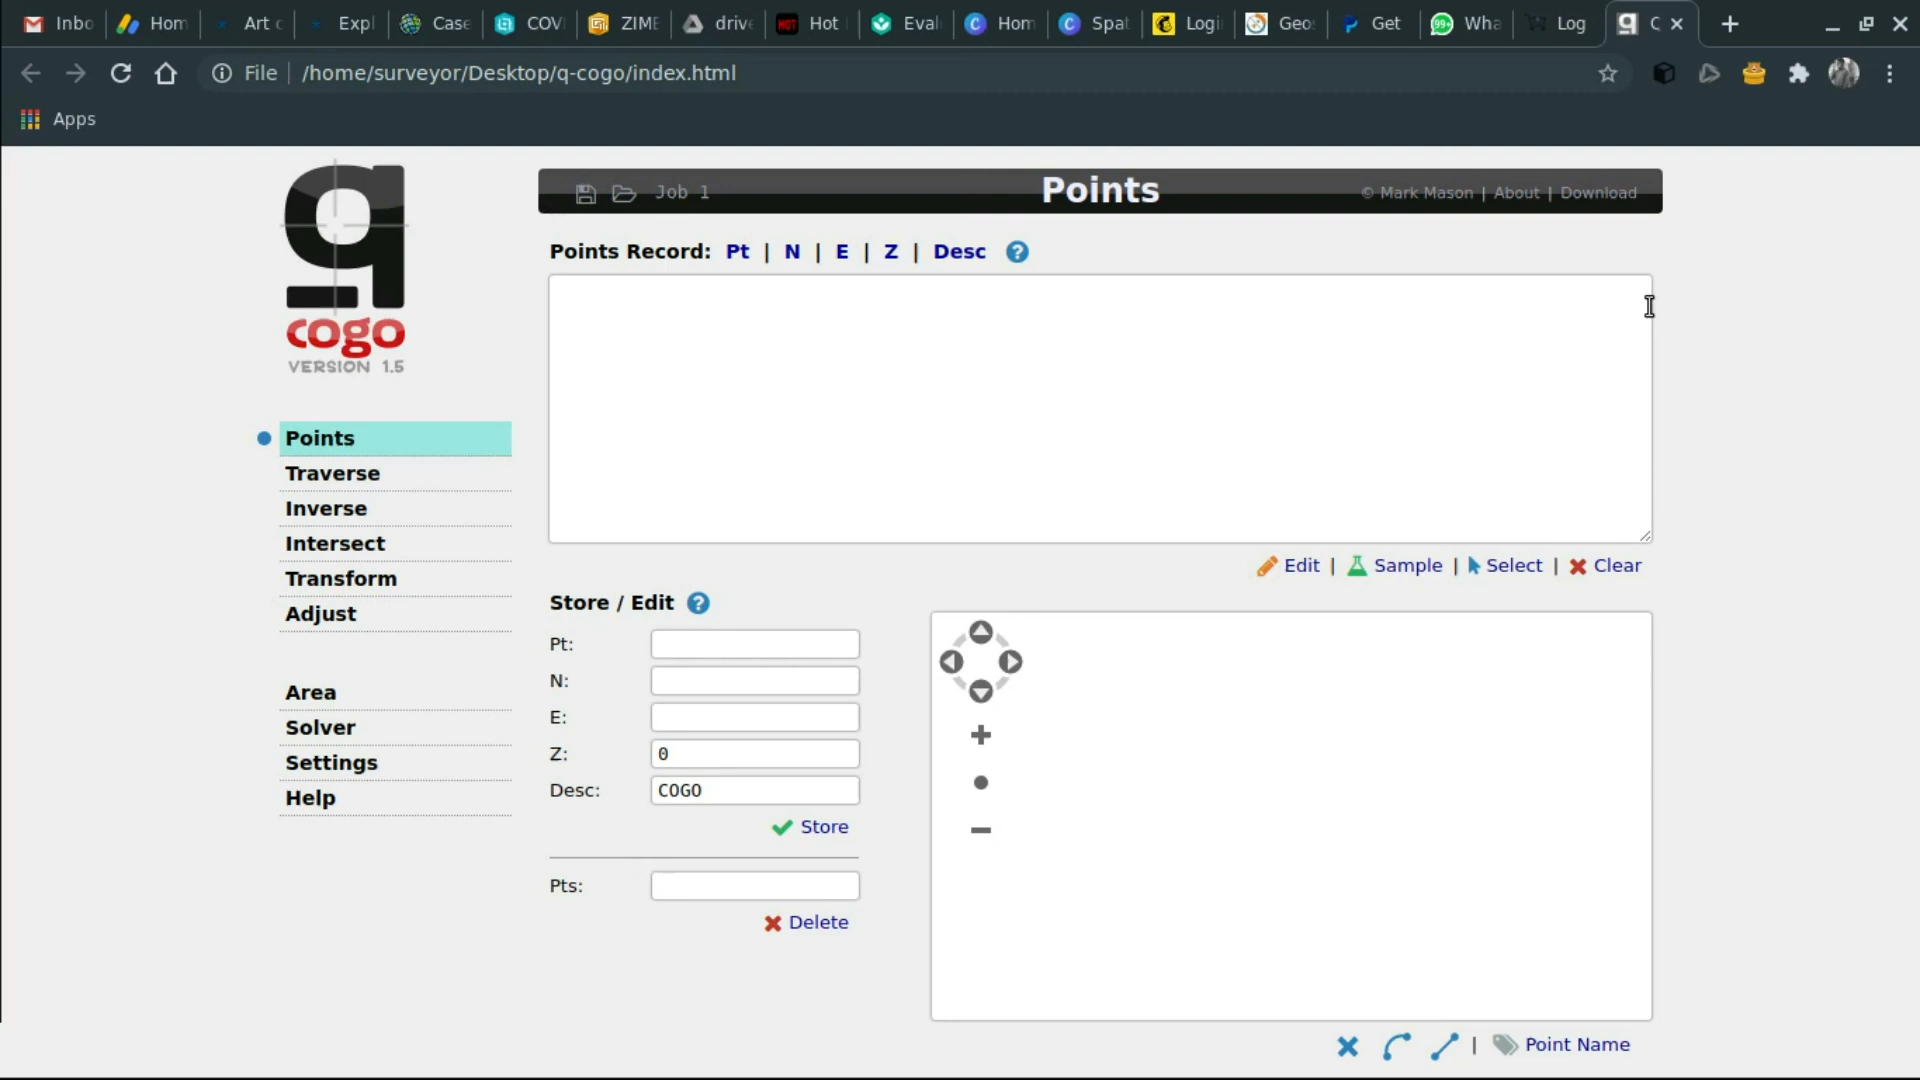 Inbo Hom Art c Expl Case COVI ZIME drive Hot Eval Hom Spat Logi Geo Get 99+ Wha Log C
File /home/surveyor/Desktop/q-cogo/index.html
Apps
q
cogo
VERSION 1.5
Job 1
Points
© Mark Mason | About | Download
Points Record: Pt | N | E | Z | Desc ?
Edit | Sample | Select | Clear
Points
Traverse
Inverse
Intersect
Transform
Adjust
Area
Solver
Settings
Help
Store / Edit ?
Pt:
N:
E:
Z: 0
Desc: COGO
Store
Pts:
Delete
| Point Name